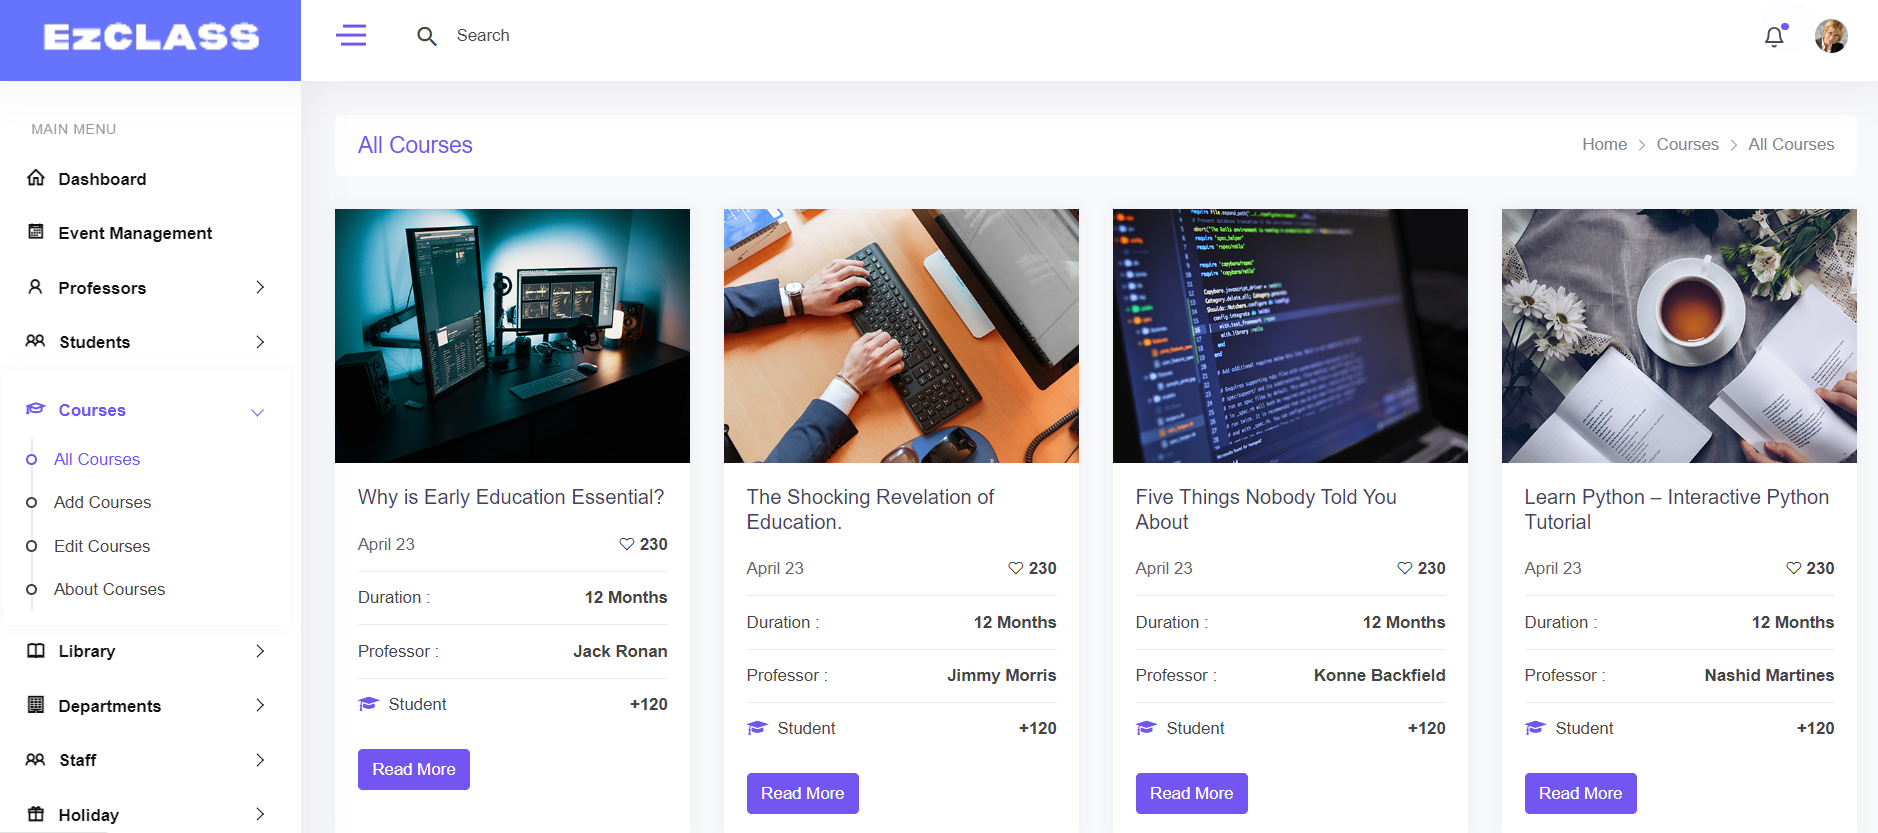 EzCLASS
Search
MAIN MENU
Dashboard
Event Management
Professors
Students
Courses
All Courses
Add Courses
Edit Courses
About Courses
Library
Departments
Staff
Holiday
All Courses
Home > Courses > All Courses
Why is Early Education Essential?
April 23 230
Duration : 12 Months
Professor : Jack Ronan
Student +120
Read More
The Shocking Revelation of
Education.
April 23 230
Duration : 12 Months
Professor : Jimmy Morris
Student +120
Read More
Five Things Nobody Told You
About
April 23 230
Duration : 12 Months
Professor : Konne Backfield
Student +120
Read More
Learn Python – Interactive Python
Tutorial
April 23 230
Duration : 12 Months
Professor : Nashid Martines
Student +120
Read More